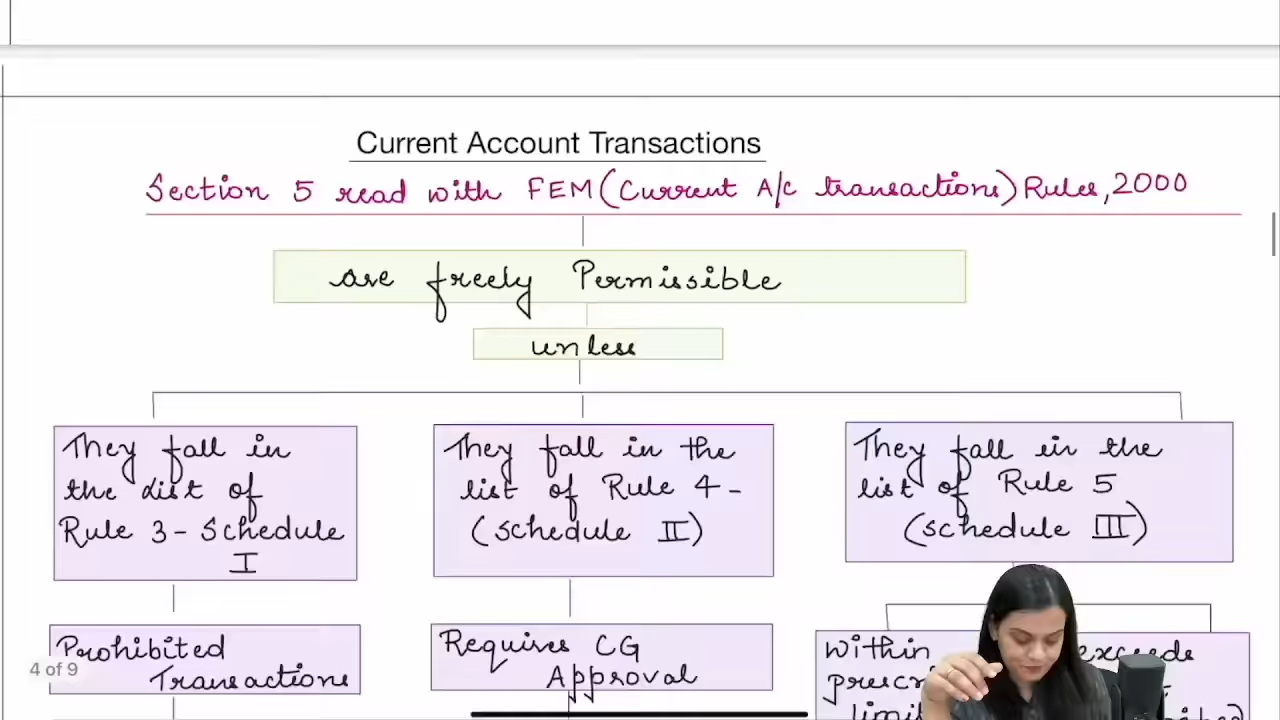 Current Account Transactions
Section 5 read with FEM (Current A/c transactions) Rules, 2000
are freely Permissible
unless
They fall in
the list of
Rule 3 - Schedule
I
They fall in the
list of Rule 4 -
(schedule II)
They fall in the
list of Rule 5
(schedule III)
Prohibited
Transactions
Requires CG
Approval
within
exceeds
4 of 9